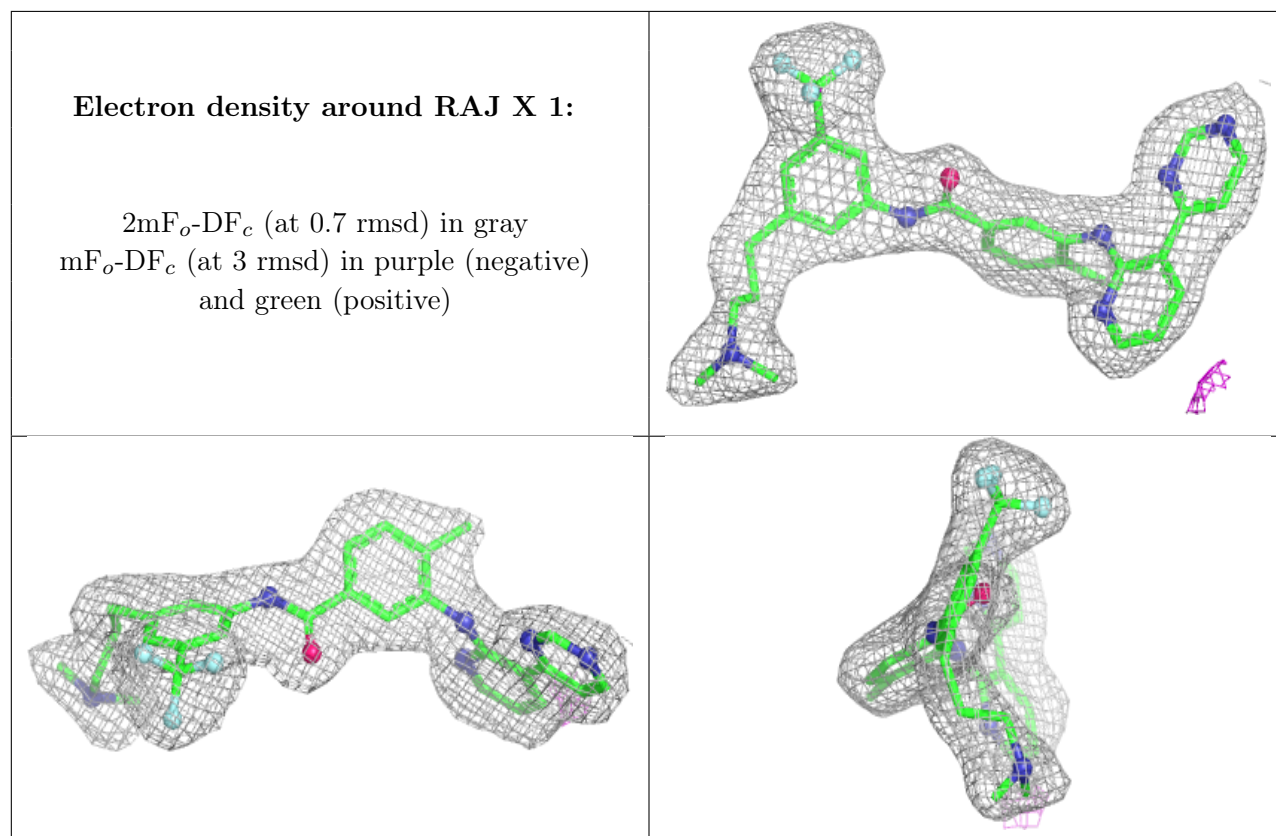 Electron density around RAJ X 1:
2mFo-DFc (at 0.7 rmsd) in gray
mFo-DFc (at 3 rmsd) in purple (negative)
and green (positive)